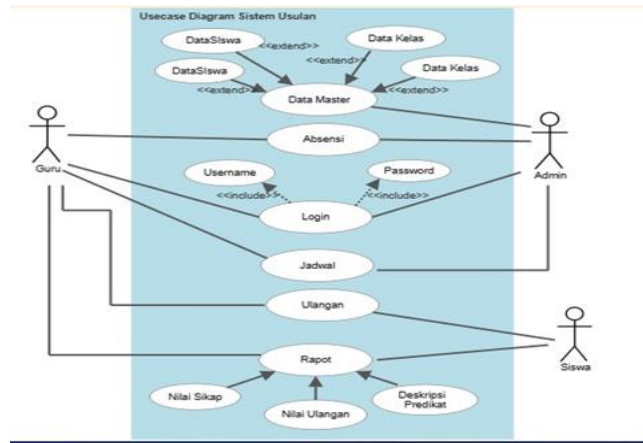 Usecase Diagram Sistem Usulan
DataSIswa
<<extend>>
Data Kelas
<<extend>>
DataSIswa
Data Kelas
<<extend>>
<<extend>>
Data Master
Absensi
Guru
Admin
Username
Password
<<include>>
<<include>>
Login
Jadwal
Ulangan
Rapot
Siswa
Nilai Sikap
Nilai Ulangan
Deskripsi
Predikat